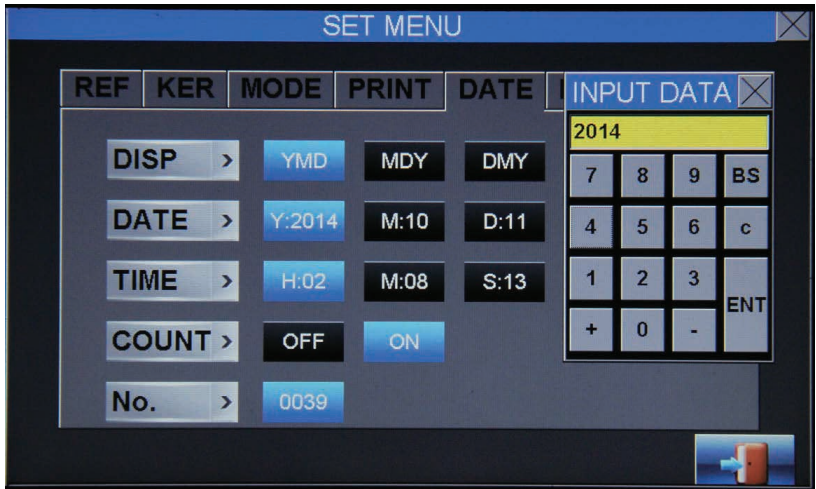 SET MENU
REF KER MODE PRINT DATE
INPUT DATA
2014
DISP > YMD MDY DMY
7 8 9 BS
DATE > Y:2014 M:10 D:11
4 5 6 c
TIME > H:02 M:08 S:13
1 2 3 ENT
COUNT > OFF ON
+ 0 -
No. > 0039